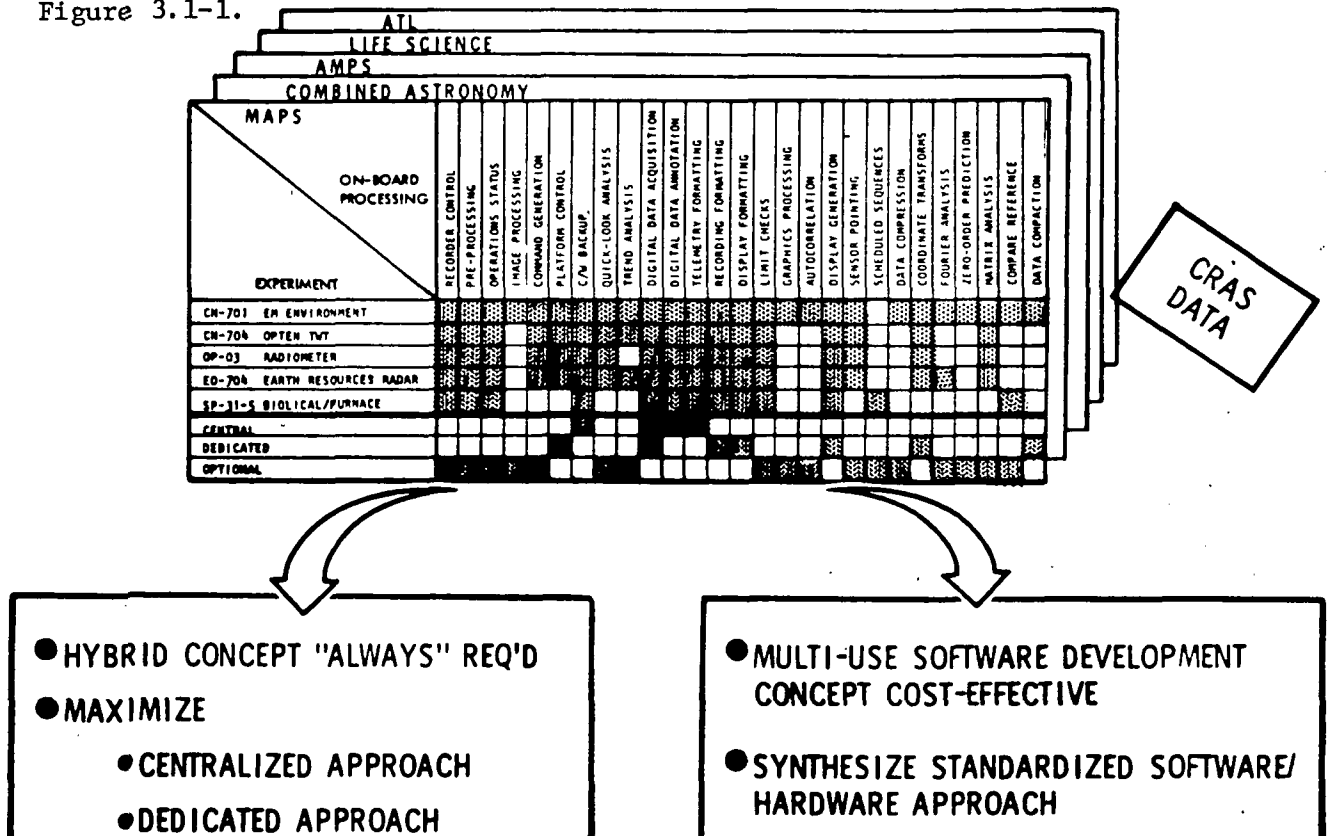 Figure 3.1-1.
ATL
LIFE SCIENCE
AMPS
COMBINED ASTRONOMY
MAPS
ON-BOARD
PROCESSING
EXPERIMENT
RECORDER CONTROL
PRE-PROCESSING
OPERATIONS STATUS
IMAGE PROCESSING
COMMAND GENERATION
PLATFORM CONTROL
C/W BACKUP
QUICK-LOOK ANALYSIS
TREND ANALYSIS
DIGITAL DATA ACQUISITION
DIGITAL DATA ANNOTATION
TELEMETRY FORMATTING
RECORDING FORMATTING
DISPLAY FORMATTING
LIMIT CHECKS
GRAPHICS PROCESSING
AUTOCORRELATION
DISPLAY GENERATION
SENSOR POINTING
SCHEDULED SEQUENCES
DATA COMPRESSION
COORDINATE TRANSFORMS
FOURIER ANALYSIS
ZERO-ORDER PREDICTION
MATRIX ANALYSIS
COMPARE REFERENCE
DATA COMPACTION
CN-701 EM ENVIRONMENT
CN-704 OPTEN TWT
OP-03 RADIOMETER
EO-704 EARTH RESOURCES RADAR
SP-31-S BIOLICAL/FURNACE
CENTRAL
DEDICATED
OPTIONAL
CRAS
DATA
●HYBRID CONCEPT "ALWAYS" REQ'D
●MAXIMIZE
●CENTRALIZED APPROACH
●DEDICATED APPROACH
●MULTI-USE SOFTWARE DEVELOPMENT
CONCEPT COST-EFFECTIVE
●SYNTHESIZE STANDARDIZED SOFTWARE/
HARDWARE APPROACH